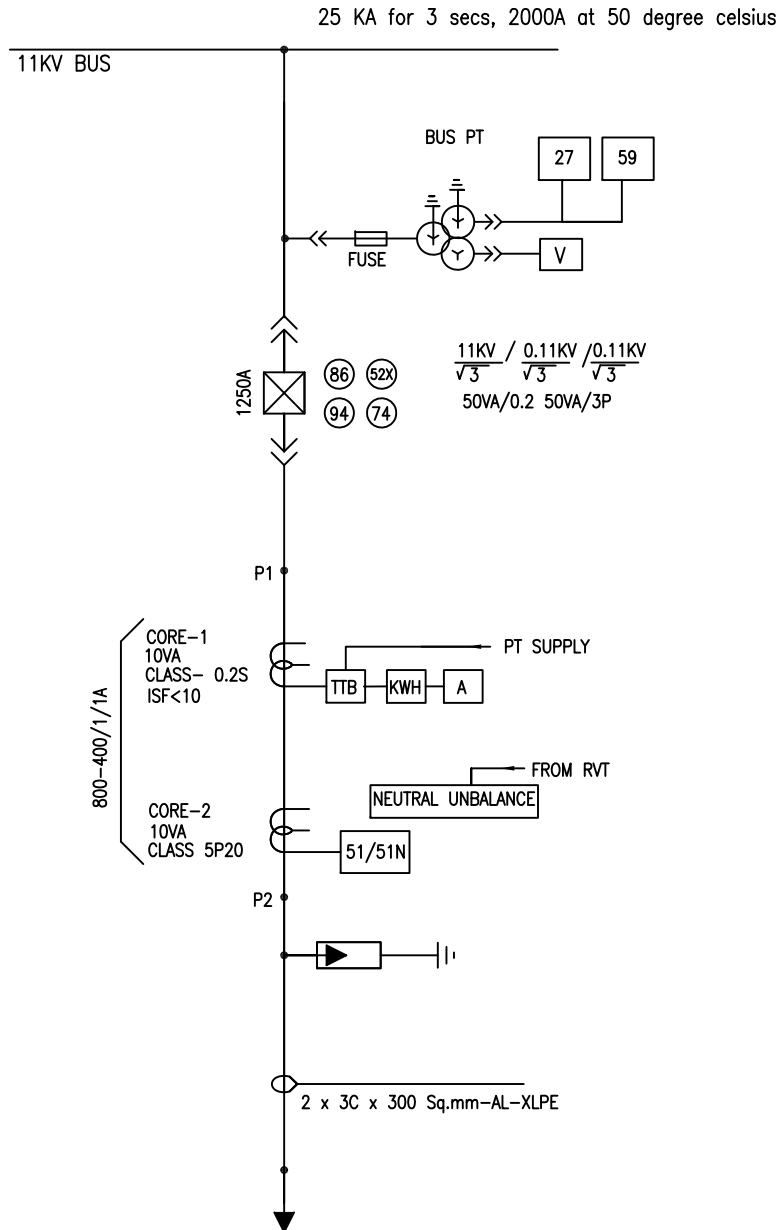 25 KA for 3 secs, 2000A at 50 degree celsius
11KV BUS
BUS PT
27
59
FUSE
V
1250A
86
52X
94
74
11KV/√3 / 0.11KV/√3 / 0.11KV/√3
50VA/0.2 50VA/3P
P1
800-400/1/1A
CORE-1
10VA
CLASS- 0.2S
ISF<10
PT SUPPLY
TTB
KWH
A
FROM RVT
NEUTRAL UNBALANCE
CORE-2
10VA
CLASS 5P20
51/51N
P2
2 x 3C x 300 Sq.mm-AL-XLPE